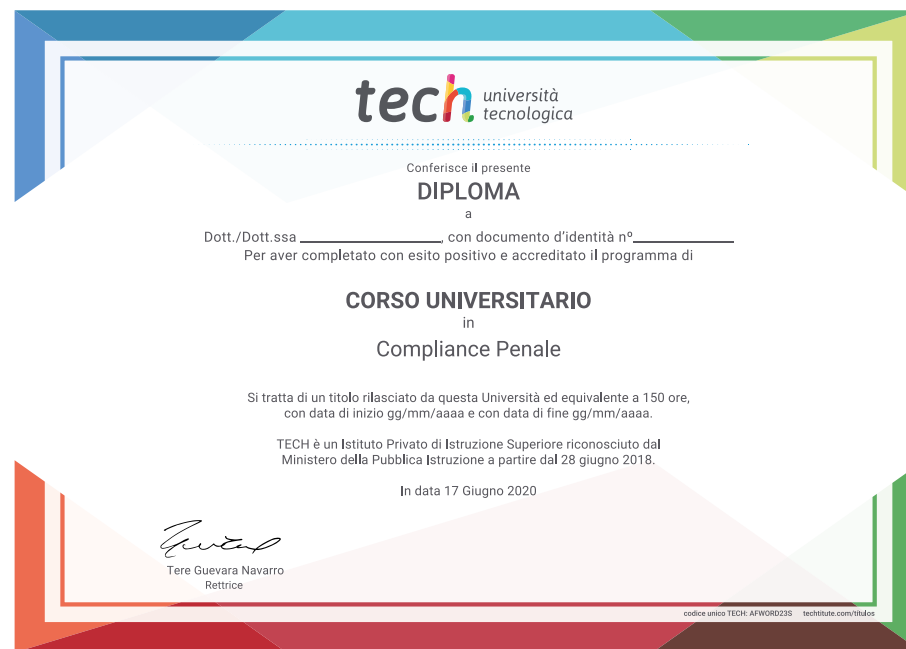 tech università
tecnologica
Conferisce il presente
DIPLOMA
a
Dott./Dott.ssa ____________________, con documento d'identità nº______________
Per aver completato con esito positivo e accreditato il programma di
CORSO UNIVERSITARIO
in
Compliance Penale
Si tratta di un titolo rilasciato da questa Università ed equivalente a 150 ore,
con data di inizio gg/mm/aaaa e con data di fine gg/mm/aaaa.
TECH è un Istituto Privato di Istruzione Superiore riconosciuto dal
Ministero della Pubblica Istruzione a partire dal 28 giugno 2018.
In data 17 Giugno 2020
Tere Guevara Navarro
Rettrice
codice unico TECH: AFWORD23S techtitute.com/titulos